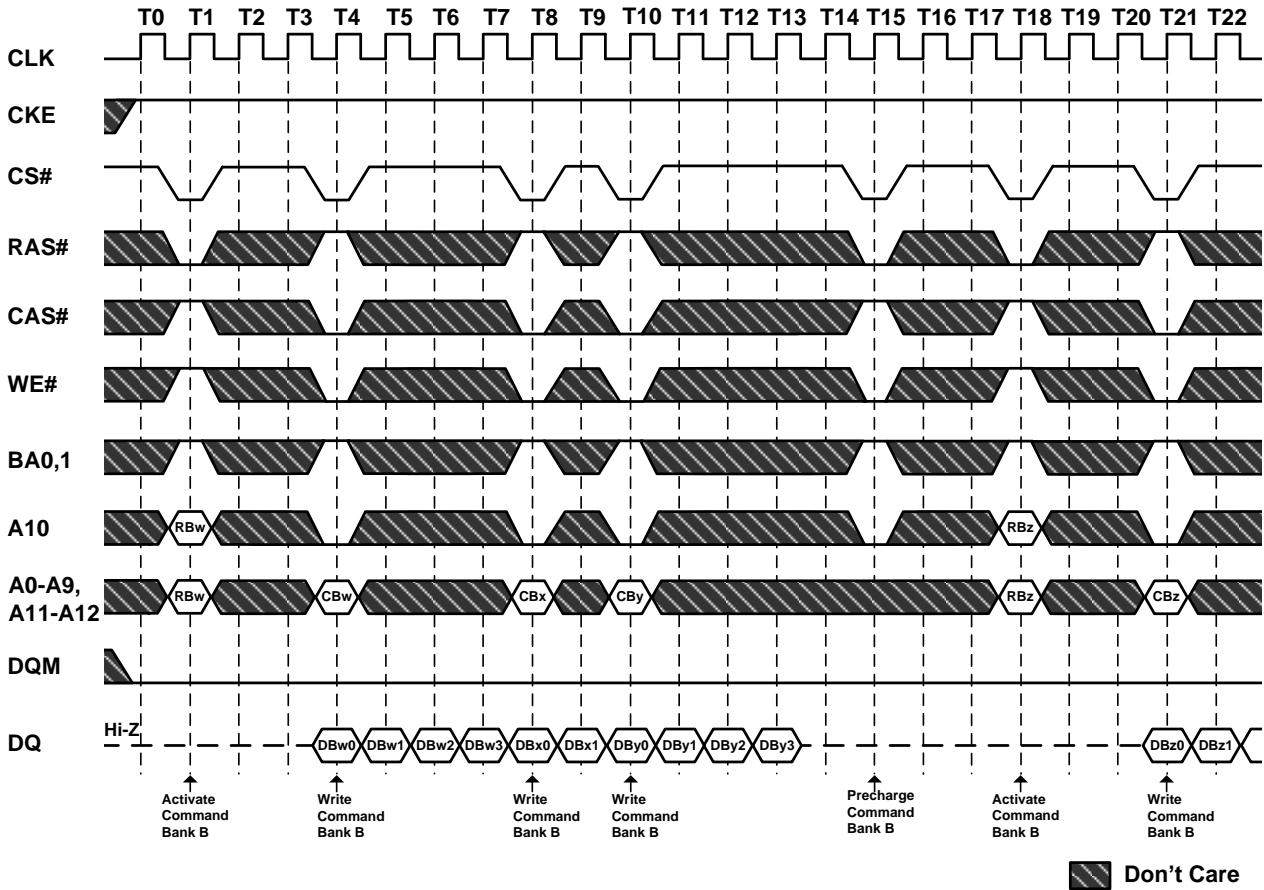 T0 T1 T2 T3 T4 T5 T6 T7 T8 T9 T10 T11 T12 T13 T14 T15 T16 T17 T18 T19 T20 T21 T22
CLK
CKE
CS#
RAS#
CAS#
WE#
BA0,1
A10 RBw RBz
A0-A9,
A11-A12 RBw CBw CBx CBy RBz CBz
DQM
Hi-Z
DQ DBw0 DBw1 DBw2 DBw3 DBx0 DBx1 DBy0 DBy1 DBy2 DBy3 DBz0 DBz1
Activate
Command
Bank B
Write
Command
Bank B
Write
Command
Bank B
Write
Command
Bank B
Precharge
Command
Bank B
Activate
Command
Bank B
Write
Command
Bank B
Don't Care